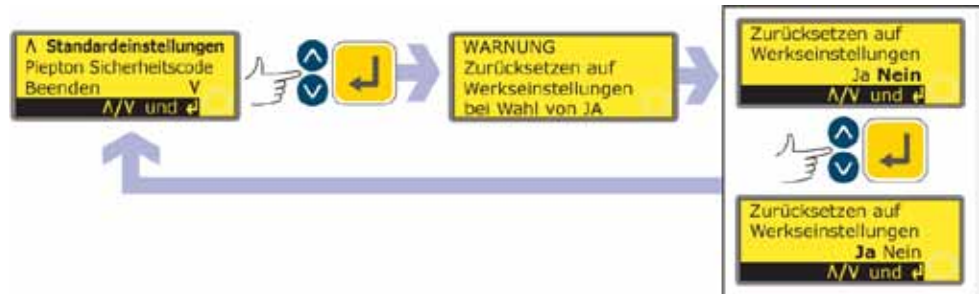 Λ Standardeinstellungen
Piepton Sicherheitscode
Beenden V
Λ/V und ↲
WARNUNG
Zurücksetzen auf
Werkseinstellungen
bei Wahl von JA
Zurücksetzen auf
Werkseinstellungen
Ja Nein
Λ/V und ↲
Zurücksetzen auf
Werkseinstellungen
Ja Nein
Λ/V und ↲